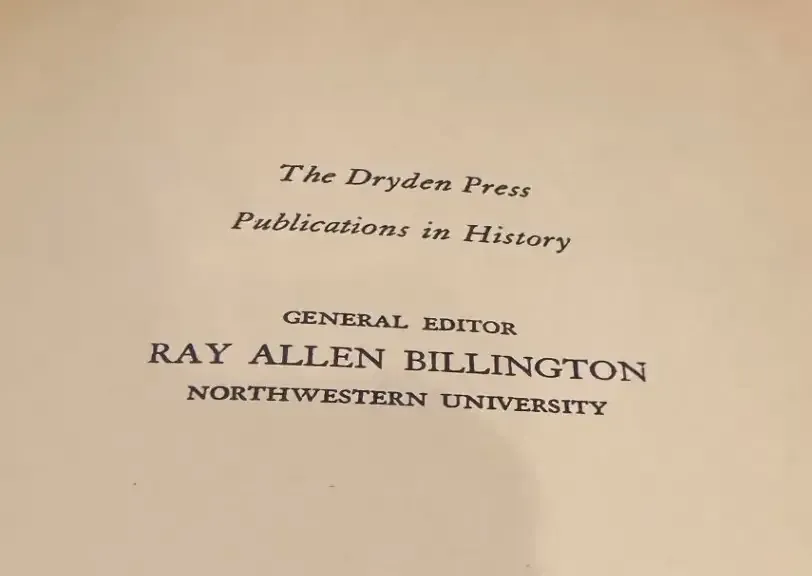 The Dryden Press
Publications in History
GENERAL EDITOR
RAY ALLEN BILLINGTON
NORTHWESTERN UNIVERSITY